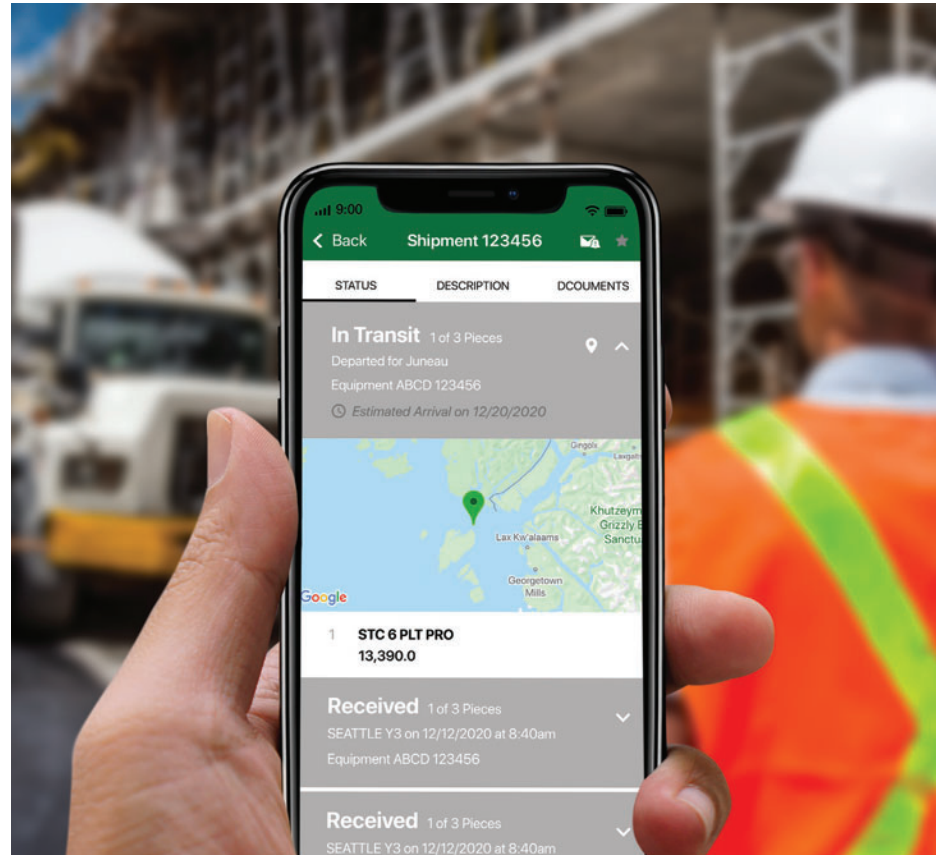 9:00
Back Shipment 123456
STATUS DESCRIPTION DCOUMENTS
In Transit 1 of 3 Pieces
Departed for Juneau
Equipment ABCD 123456
Estimated Arrival on 12/20/2020
Gingolx
Khutzeym
Grizzly
Sanctu
Lax Kw'alaams
Georgetown
Mills
Google
1 STC 6 PLT PRO
13,390.0
Received 1 of 3 Pieces
SEATTLE Y3 on 12/12/2020 at 8:40am
Equipment ABCD 123456
Received 1 of 3 Pieces
SEATTLE Y3 on 12/12/2020 at 8:40am